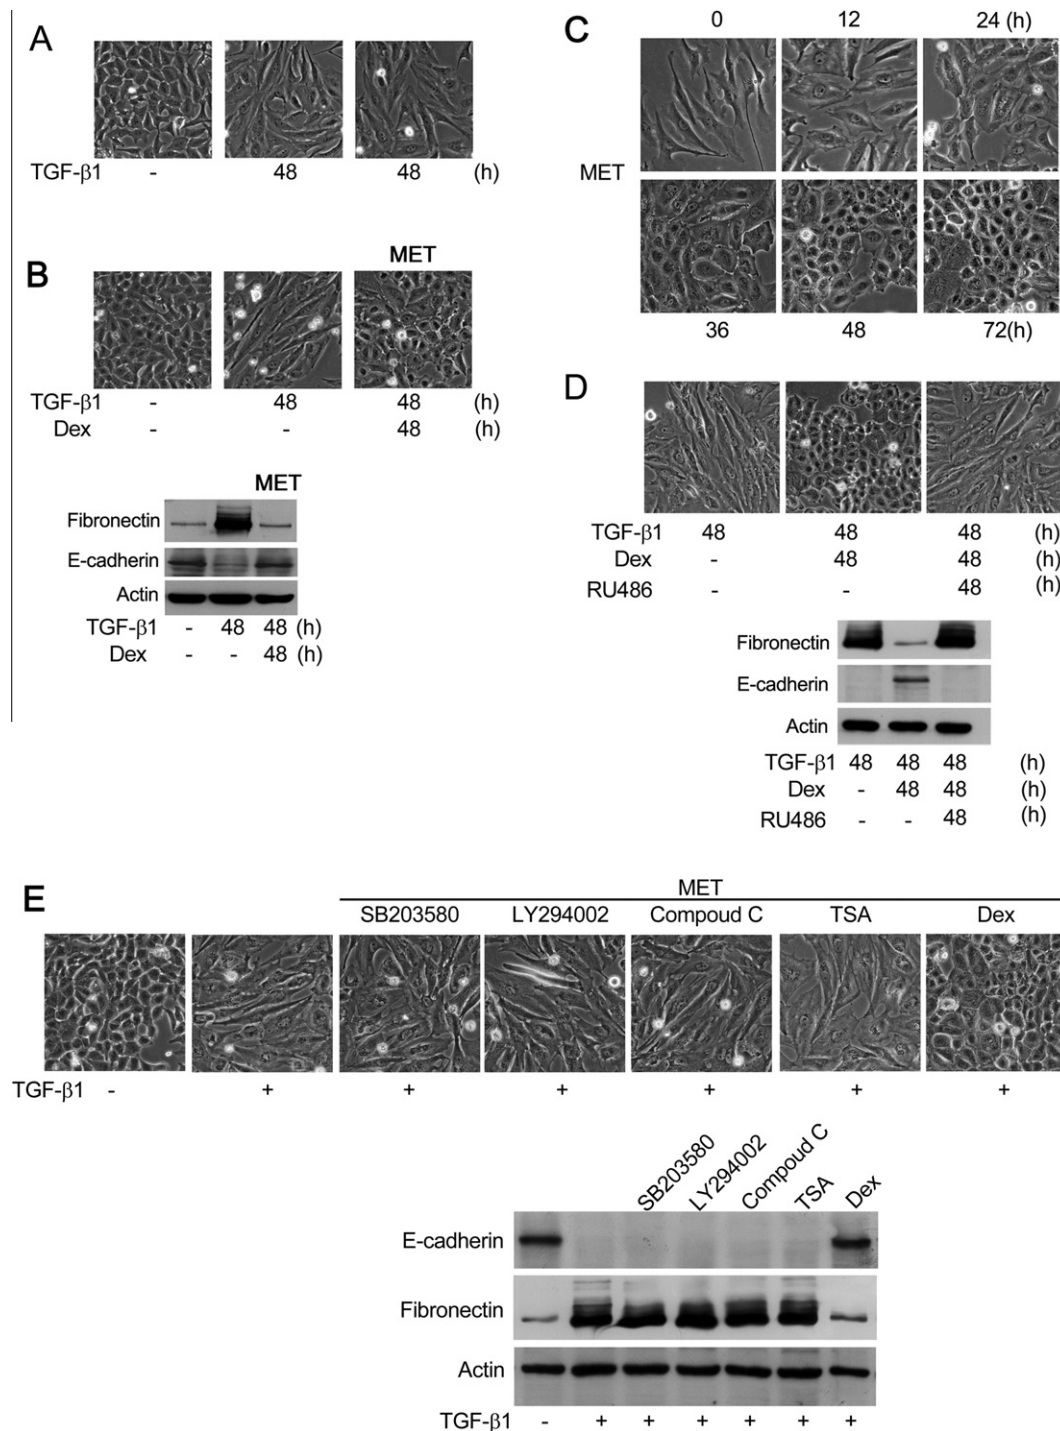 A
TGF-β1 - 48 48 (h)
B
MET
TGF-β1 - 48 48 (h)
Dex - - 48 (h)
MET
Fibronectin
E-cadherin
Actin
TGF-β1 - 48 48 (h)
Dex - - 48 (h)
C
0 12 24 (h)
MET
36 48 72(h)
D
TGF-β1 48 48 48 (h)
Dex - 48 48 (h)
RU486 - - 48 (h)
Fibronectin
E-cadherin
Actin
TGF-β1 48 48 48 (h)
Dex - 48 48 (h)
RU486 - - 48 (h)
E
MET
SB203580 LY294002 Compoud C TSA Dex
TGF-β1 - + + + + + +
SB203580 LY294002 Compoud C TSA Dex
E-cadherin
Fibronectin
Actin
TGF-β1 - + + + + + +